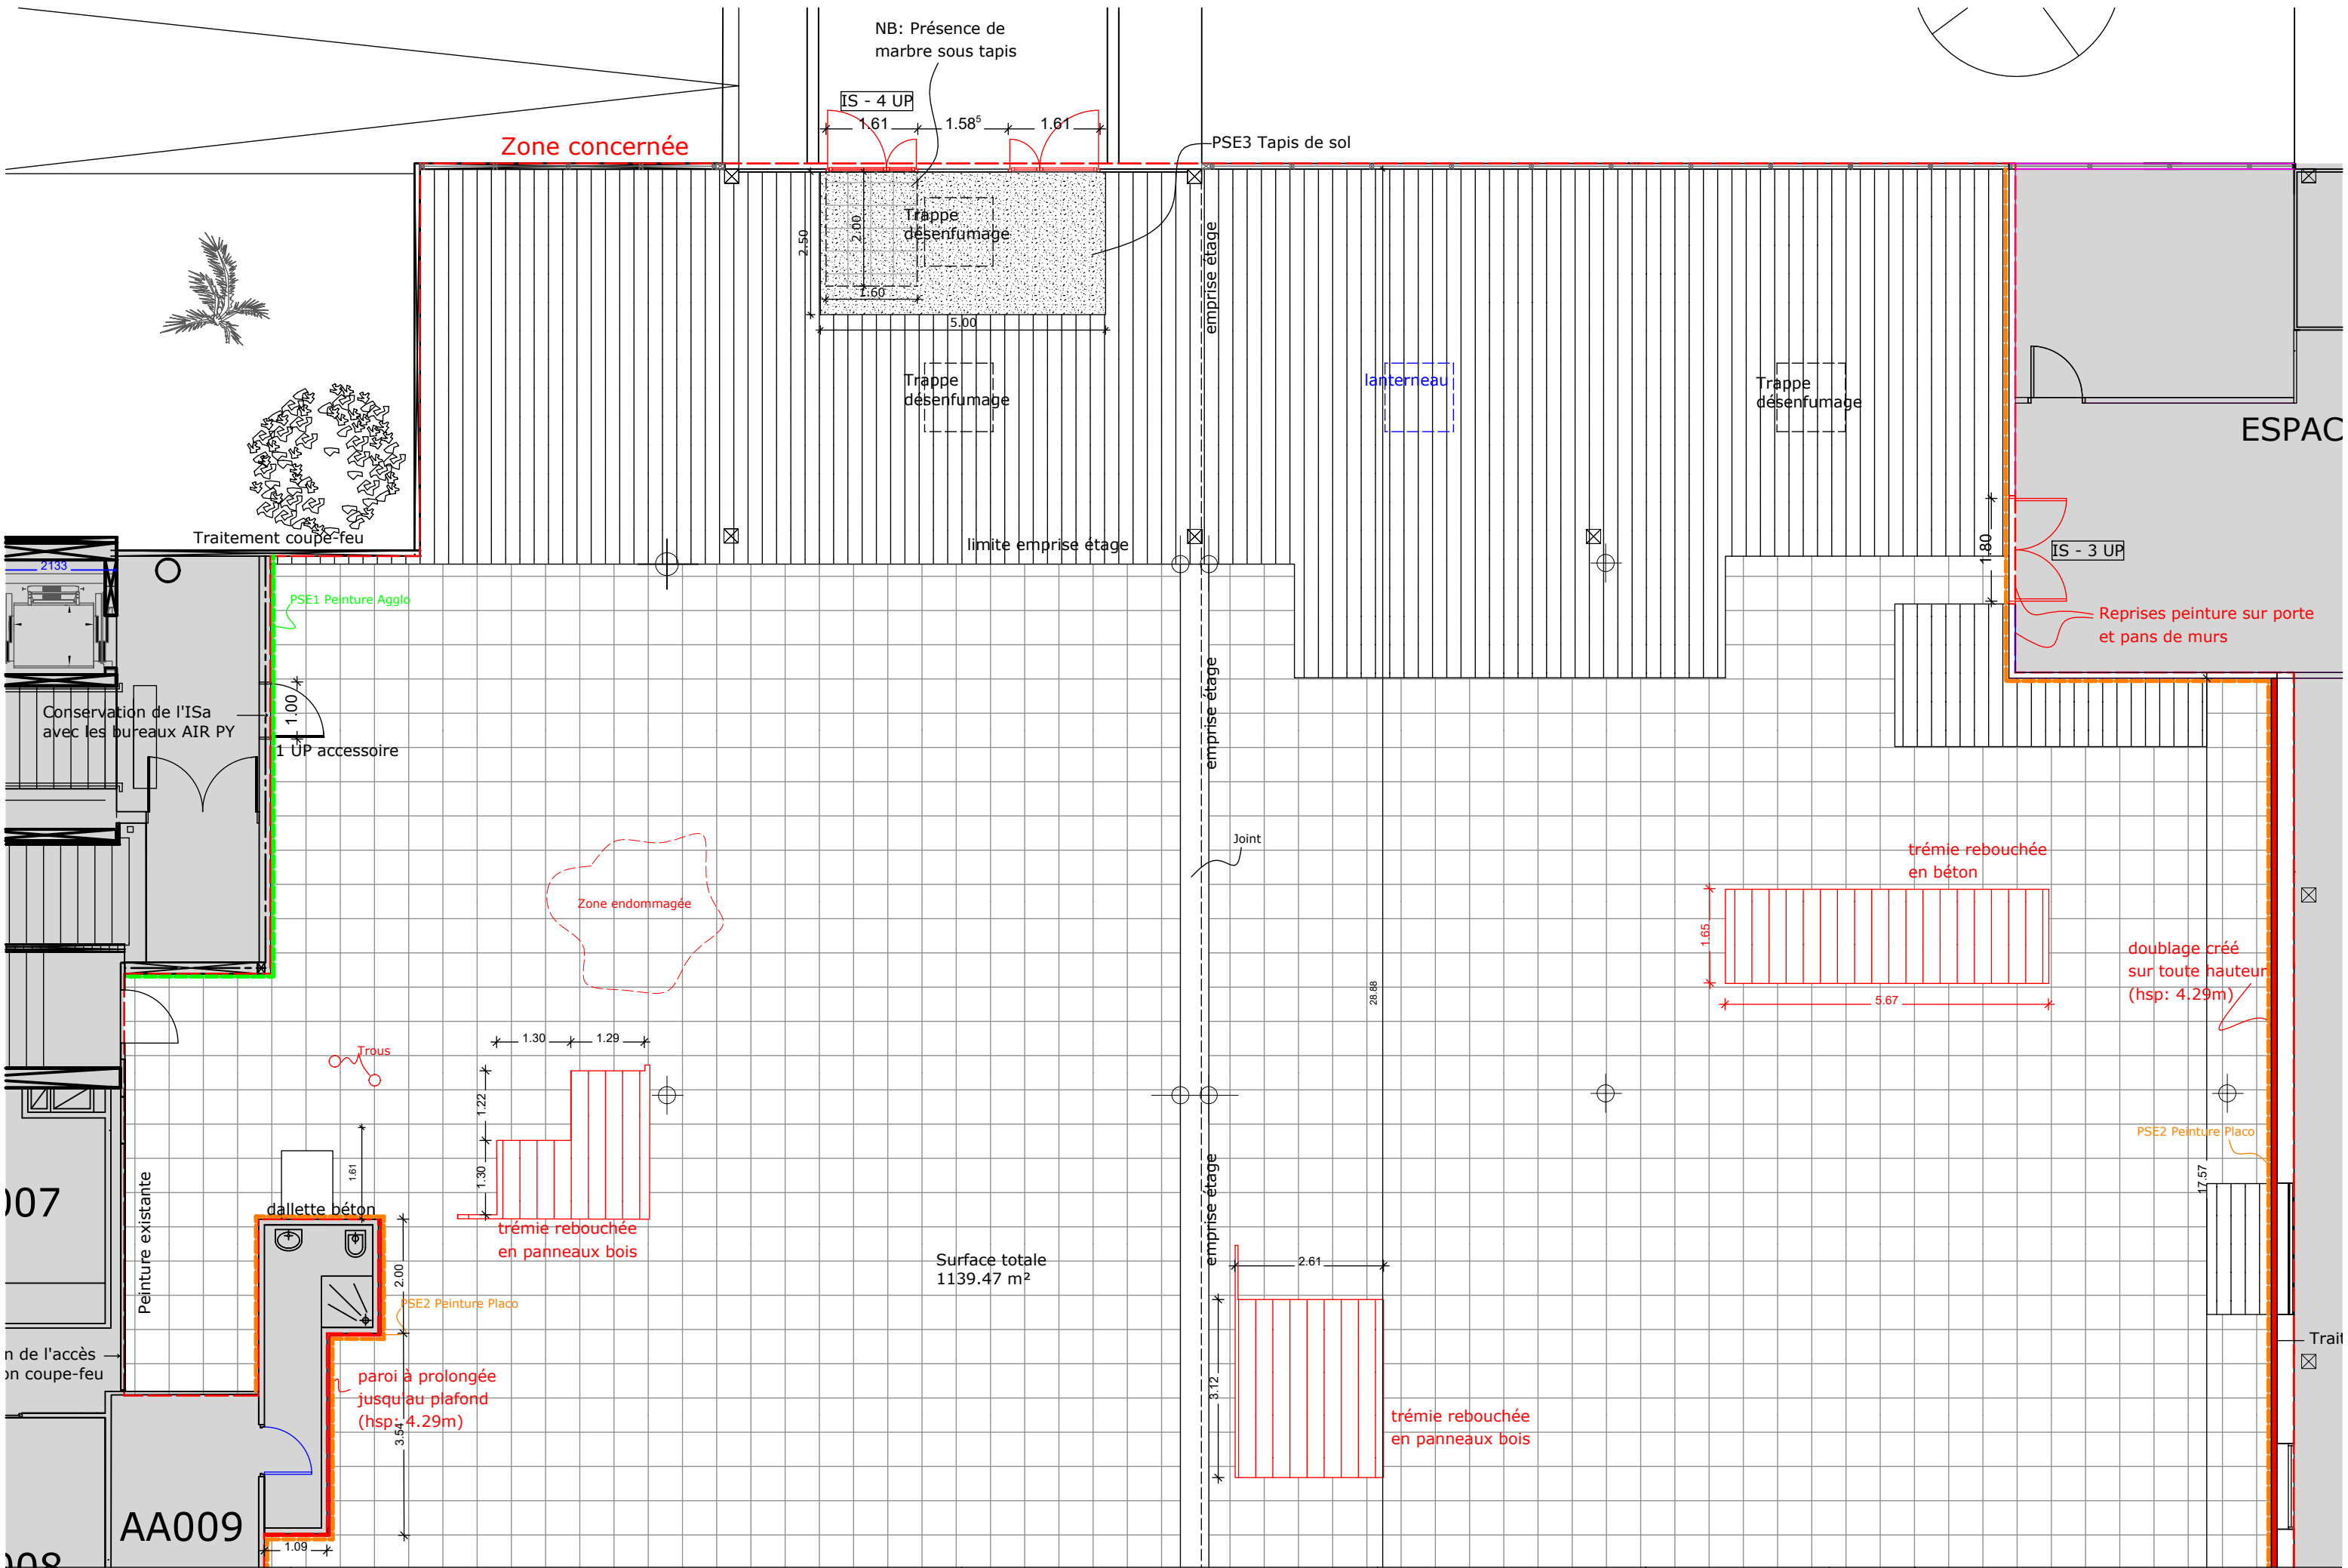 NB: Présence de
marbre sous tapis
IS - 4 UP
1.61
1.58⁵
1.61
Zone concernée
PSE3 Tapis de sol
Trappe
désenfumage
2.50
2.00
1.60
5.00
emprise étage
Trappe
désenfumage
lanterneau
Trappe
désenfumage
ESPAC
Traitement coupe-feu
limite emprise étage
1.80
IS - 3 UP
2133
PSE1 Peinture Agglo
Reprises peinture sur porte
et pans de murs
Conservation de l'ISa
avec les bureaux AIR PY
1.00
1 UP accessoire
emprise étage
Joint
trémie rebouchée
en béton
Zone endommagée
1.65
5.67
28.88
doublage créé
sur toute hauteur
(hsp: 4.29m)
Trous
1.30
1.29
1.22
1.30
1.61
PSE2 Peinture Placo
17.57
007
Peinture existante
dallette béton
trémie rebouchée
en panneaux bois
emprise étage
Surface totale
1139.47 m²
2.61
2.00
PSE2 Peinture Placo
3.12
Trait
n de l'accès
on coupe-feu
paroi à prolongée
jusqu'au plafond
(hsp: 4.29m)
3.54
trémie rebouchée
en panneaux bois
AA009
1.09
008